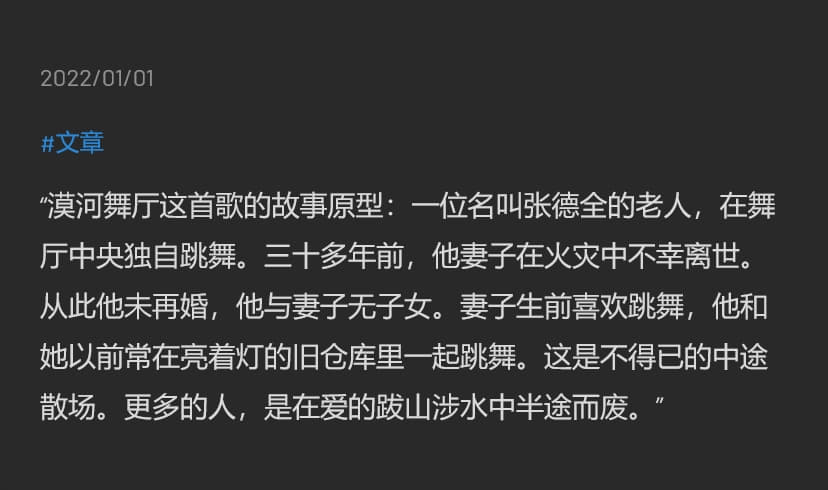 2022/01/01
#文章
“漠河舞厅这首歌的故事原型：一位名叫张德全的老人，在舞
厅中央独自跳舞。三十多年前，他妻子在火灾中不幸离世。
从此他未再婚，他与妻子无子女。妻子生前喜欢跳舞，他和
她以前常在亮着灯的旧仓库里一起跳舞。这是不得已的中途
散场。更多的人，是在爱的跋山涉水中半途而废。”